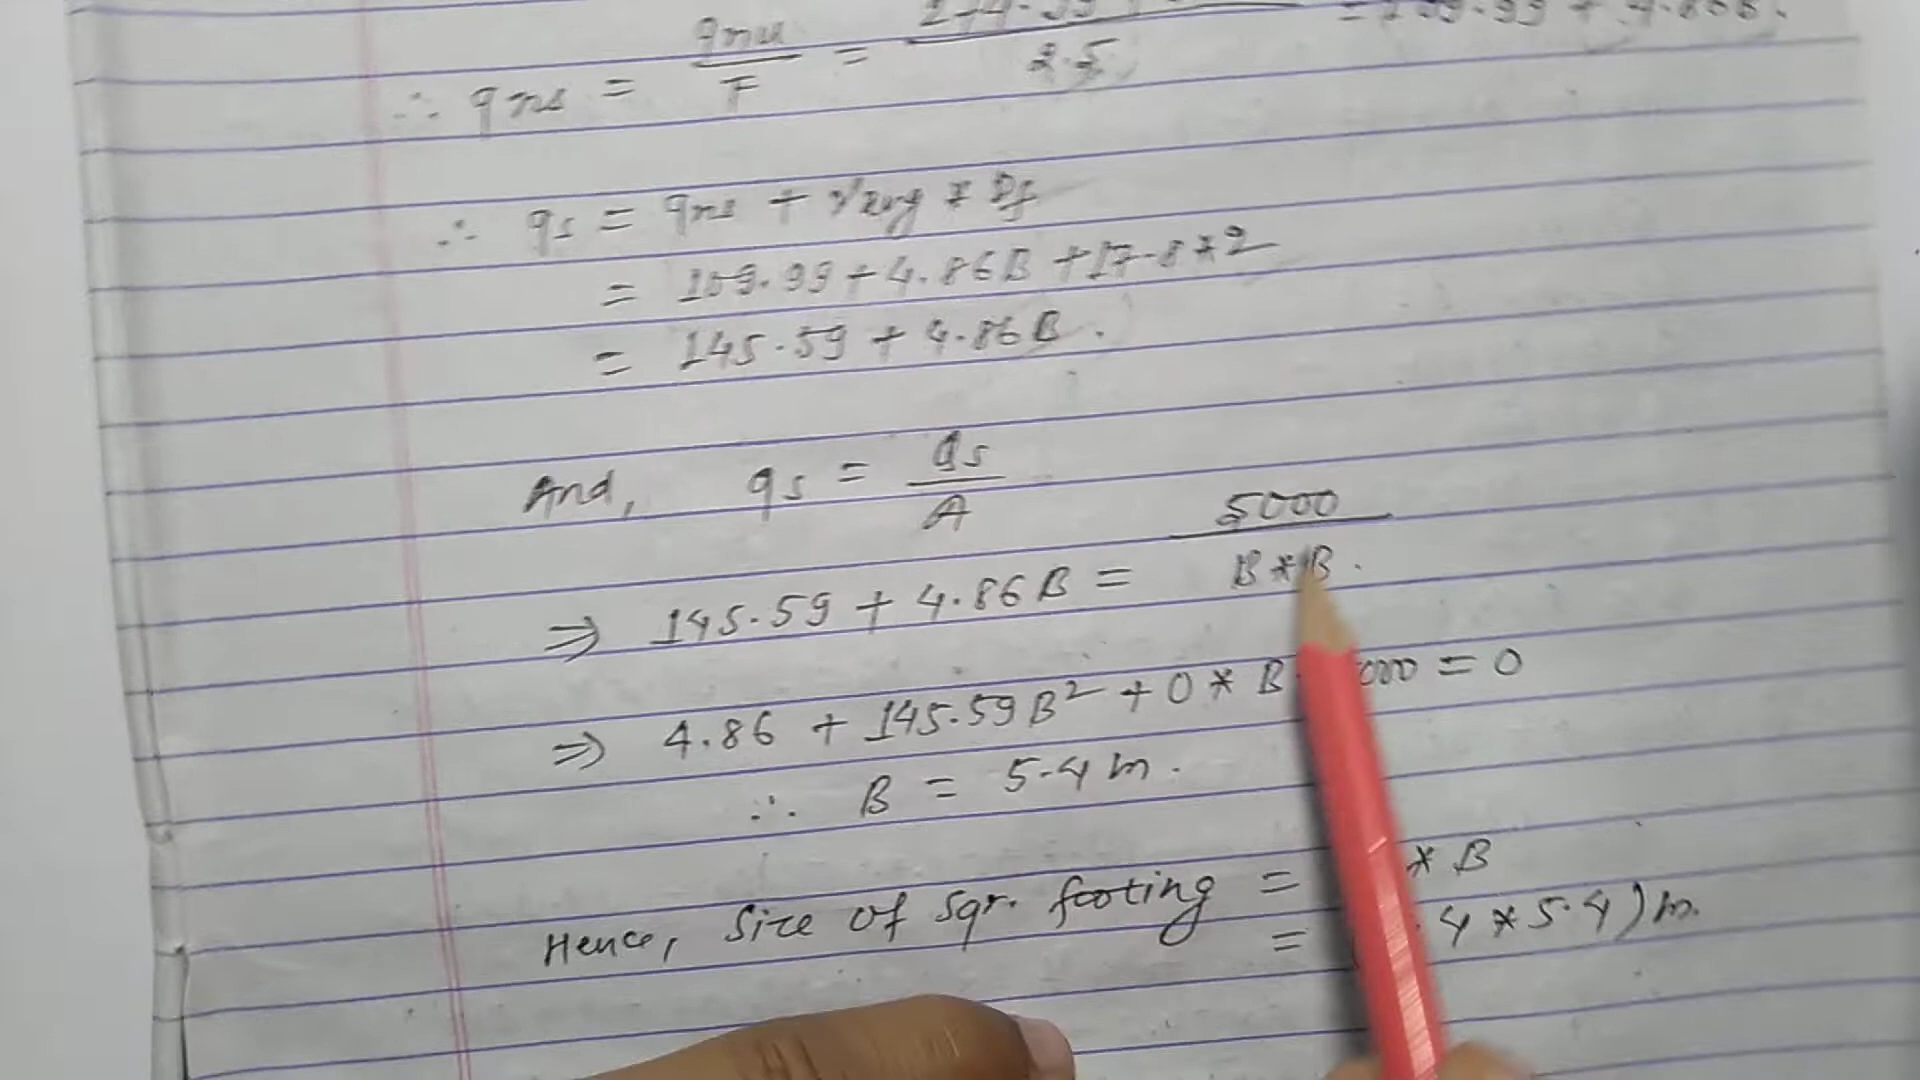 ∴ qns = qnu / F = 2.5
∴ qs = qns + γavg * Df
= 109.99 + 4.86B + 17.8 * 2
= 145.59 + 4.86B.
And, qs = Qs / A
⇒ 145.59 + 4.86B = 5000 / B * B.
⇒ 4.86 + 145.59B² + 0 * B 000 = 0
∴ B = 5.4 m.
Hence, Size of Sqr. footing = * B
= .4 * 5.4) m.